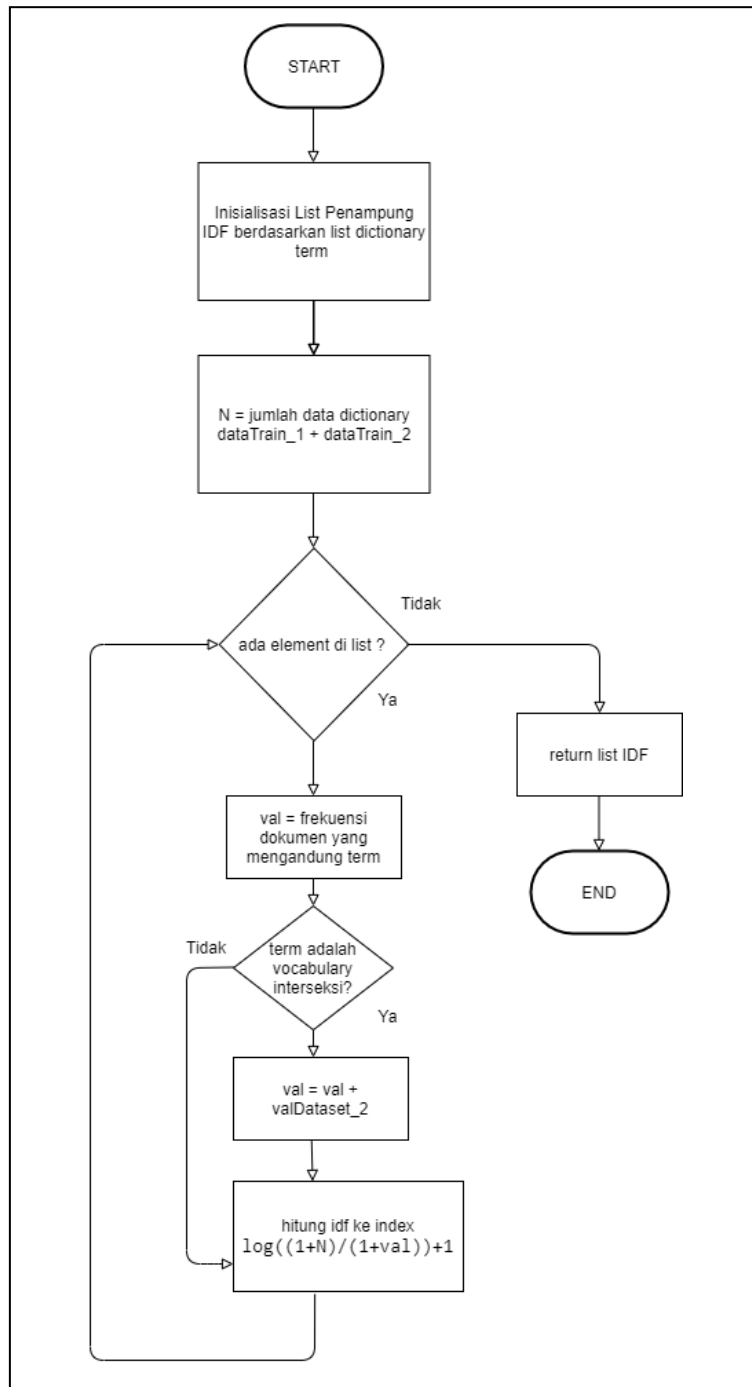 START
Inisialisasi List Penampung
IDF berdasarkan list dictionary
term
N = jumlah data dictionary
dataTrain_1 + dataTrain_2
Tidak
ada element di list ?
Ya
return list IDF
val = frekuensi
dokumen yang
mengandung term
END
Tidak
term adalah
vocabulary
interseksi?
Ya
val = val +
valDataset_2
hitung idf ke index
log((1+N)/(1+val))+1